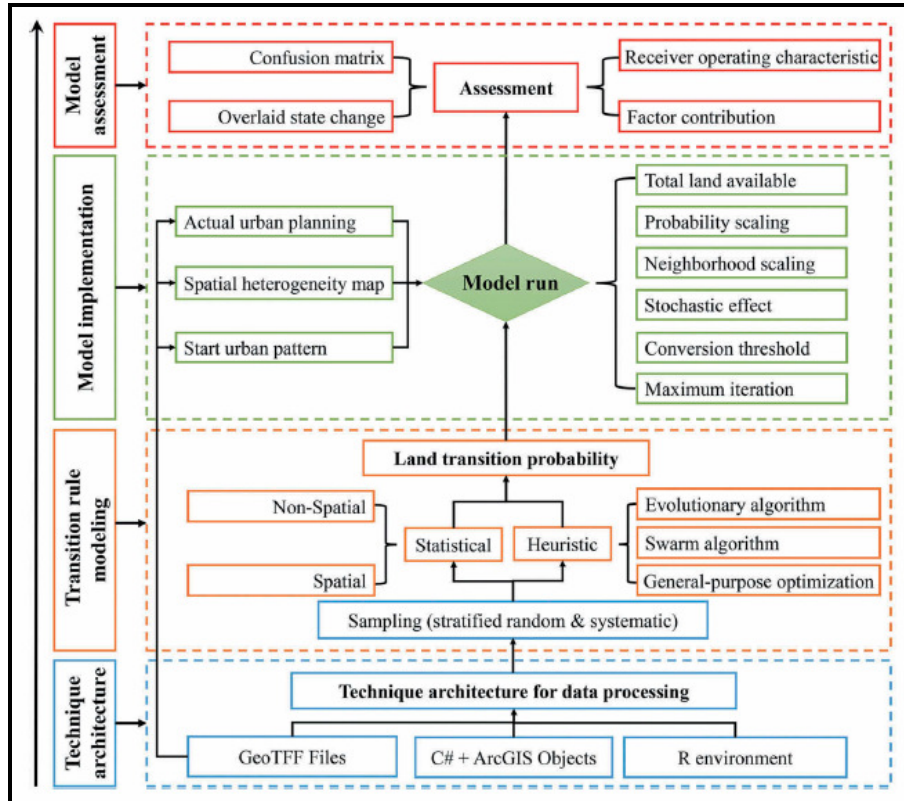 Model
assessment
Confusion matrix
Overlaid state change
Assessment
Receiver operating characteristic
Factor contribution
Model implementation
Actual urban planning
Spatial heterogeneity map
Start urban pattern
Model run
Total land available
Probability scaling
Neighborhood scaling
Stochastic effect
Conversion threshold
Maximum iteration
Transition rule
modeling
Land transition probability
Non-Spatial
Spatial
Statistical
Heuristic
Evolutionary algorithm
Swarm algorithm
General-purpose optimization
Sampling (stratified random & systematic)
Technique
architecture
Technique architecture for data processing
GeoTFF Files
C# + ArcGIS Objects
R environment